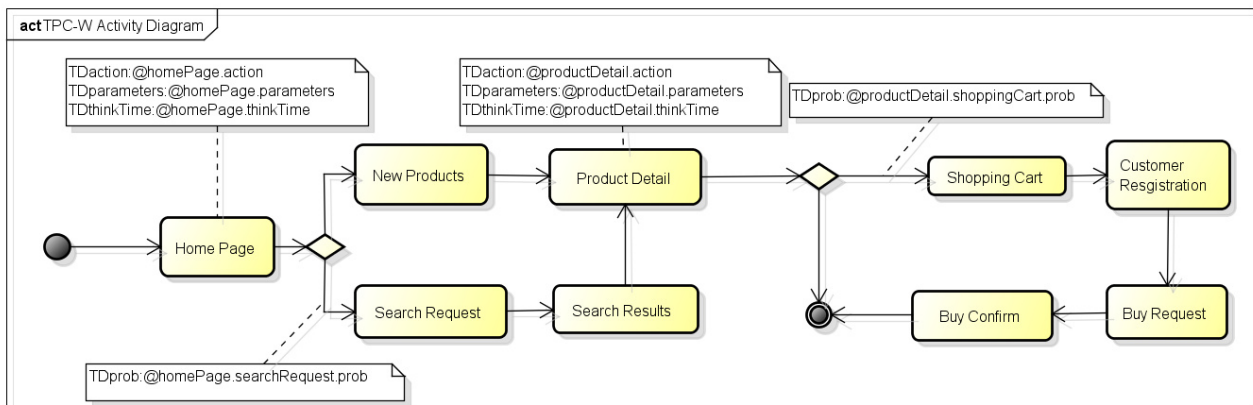 act TPC-W Activity Diagram
TDaction:@homePage.action
TDparameters:@homePage.parameters
TDthinkTime:@homePage.thinkTime
TDaction:@productDetail.action
TDparameters:@productDetail.parameters
TDthinkTime:@productDetail.thinkTime
TDprob:@productDetail.shoppingCart.prob
New Products
Product Detail
Shopping Cart
Customer
Resgistration
Home Page
Search Request
Search Results
Buy Confirm
Buy Request
TDprob:@homePage.searchRequest.prob